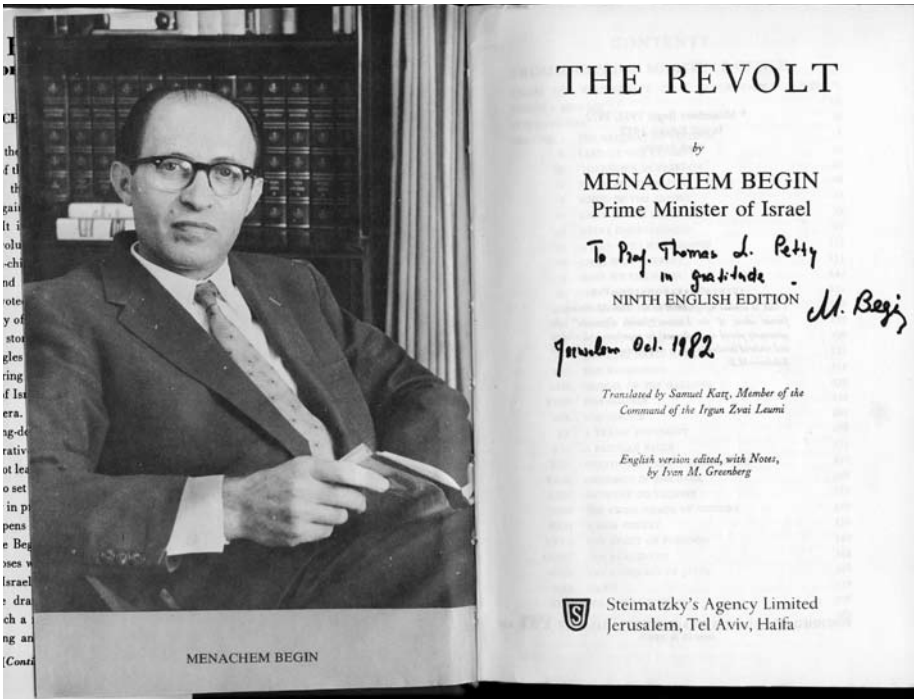 MENACHEM BEGIN
THE REVOLT
by
MENACHEM BEGIN
Prime Minister of Israel
To Prof. Thomas L. Petty
in gratitude
NINTH ENGLISH EDITION
M. Begin
Jerusalem Oct. 1982
Translated by Samuel Katz, Member of the
Command of the Irgun Zvai Leumi
English version edited, with Notes,
by Ivan M. Greenberg
Steimatzky's Agency Limited
Jerusalem, Tel Aviv, Haifa